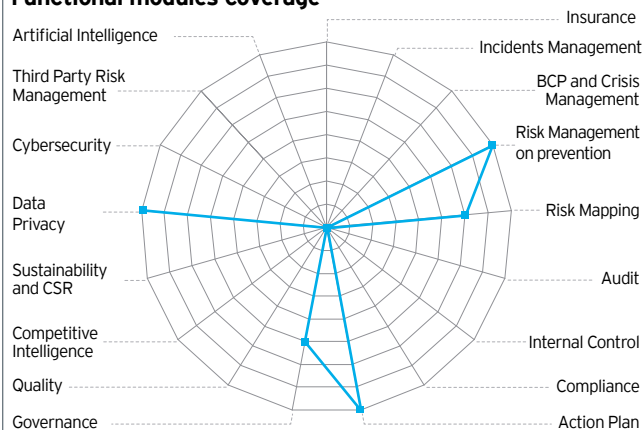 Functional modules coverage
Insurance
Incidents Management
BCP and Crisis
Management
Risk Management
on prevention
Risk Mapping
Audit
Internal Control
Compliance
Action Plan
Governance
Quality
Competitive
Intelligence
Sustainability
and CSR
Data
Privacy
Cybersecurity
Third Party Risk
Management
Artificial Intelligence